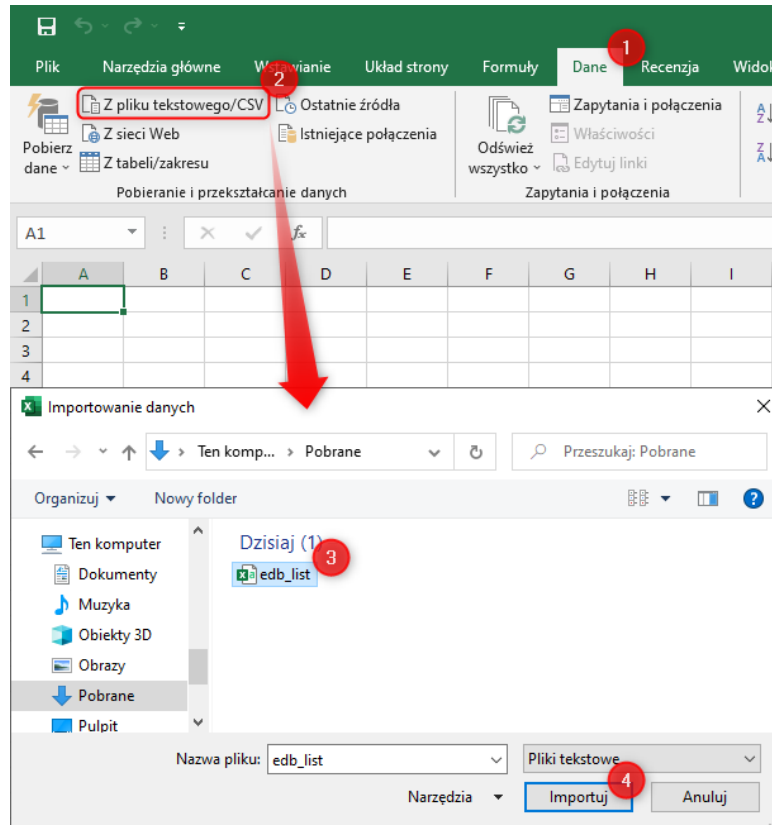 Plik Narzędzia główne Wstawianie Układ strony Formuły Dane 1 Recenzja Widok
2
Pobierz dane
Z pliku tekstowego/CSV
Z sieci Web
Z tabeli/zakresu
Ostatnie źródła
Istniejące połączenia
Pobieranie i przekształcanie danych
Odśwież wszystko
Zapytania i połączenia
Właściwości
Edytuj linki
Zapytania i połączenia
A1 fx
A B C D E F G H I
1
2
3
4
Importowanie danych
Ten komp... Pobrane
Przeszukaj: Pobrane
Organizuj Nowy folder
Ten komputer
Dokumenty
Muzyka
Obiekty 3D
Obrazy
Pobrane
Pulpit
Dzisiaj (1)
3
edb_list
Nazwa pliku: edb_list Pliki tekstowe
4
Narzędzia Importuj Anuluj